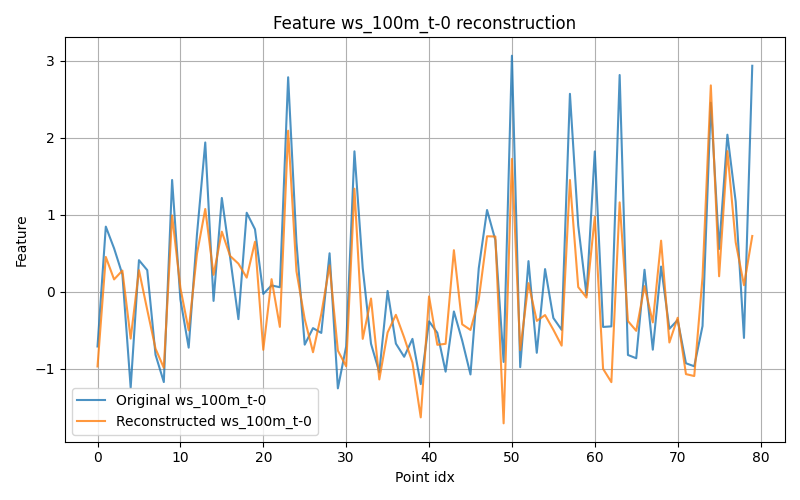 Feature ws_100m_t-0 reconstruction
Feature
3
2
1
0
−1
Original ws_100m_t-0
Reconstructed ws_100m_t-0
0 10 20 30 40 50 60 70 80
Point idx